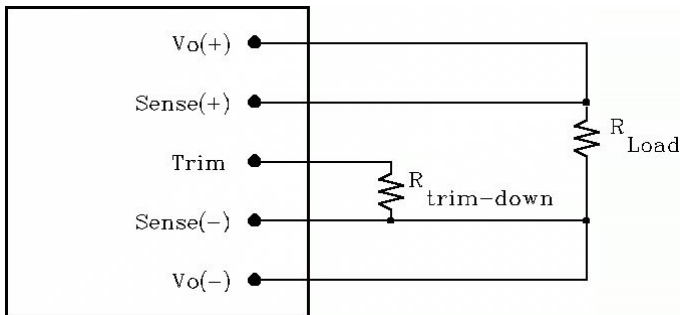 Vo(+)
Sense(+)
R
Load
Trim
R
trim-down
Sense(-)
Vo(-)